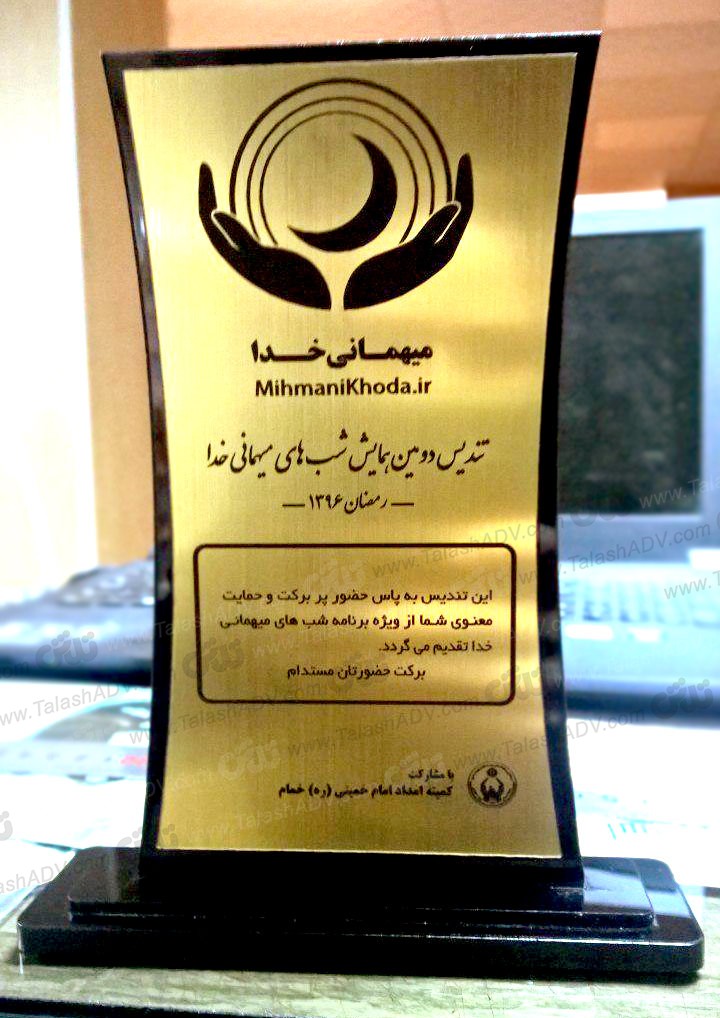 میهمانی خدا
MihmaniKhoda.ir
تندیس دومین همایش شب های میهمانی خدا
رمضان ۱۳۹۶
این تندیس به پاس حضور پر برکت و حمایت
معنوی شما از ویژه برنامه شب های میهمانی
خدا تقدیم می گردد.
برکت حضورتان مستدام
با مشارکت
کمیته امداد امام خمینی (ره) خمام
www.TalashADV.com